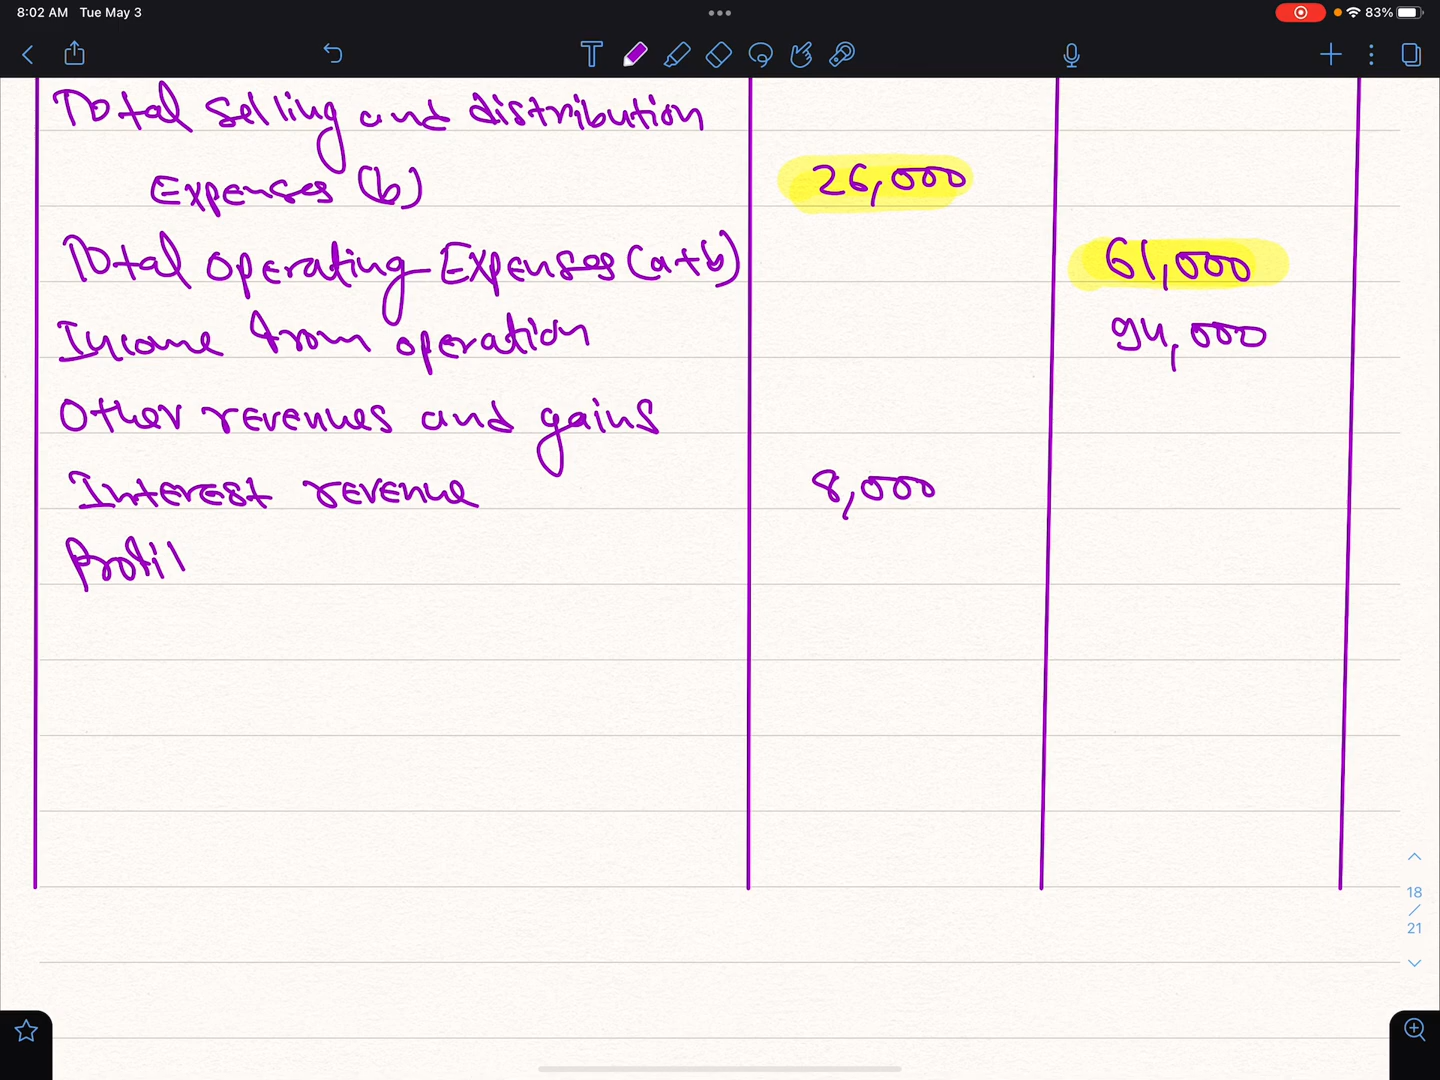 8:02 AM Tue May 3
83%
Total selling and distribution
Expenses (b) 26,000
Total operating Expenses (a+b) 61,000
Income from operation 94,000
Other revenues and gains
Interest revenue 8,000
Profit
18
/
21